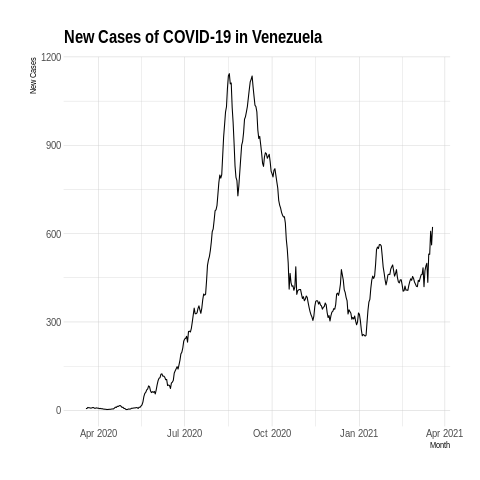 New Cases of COVID-19 in Venezuela
New Cases
1200
900
600
300
0
Apr 2020
Jul 2020
Oct 2020
Jan 2021
Apr 2021
Month